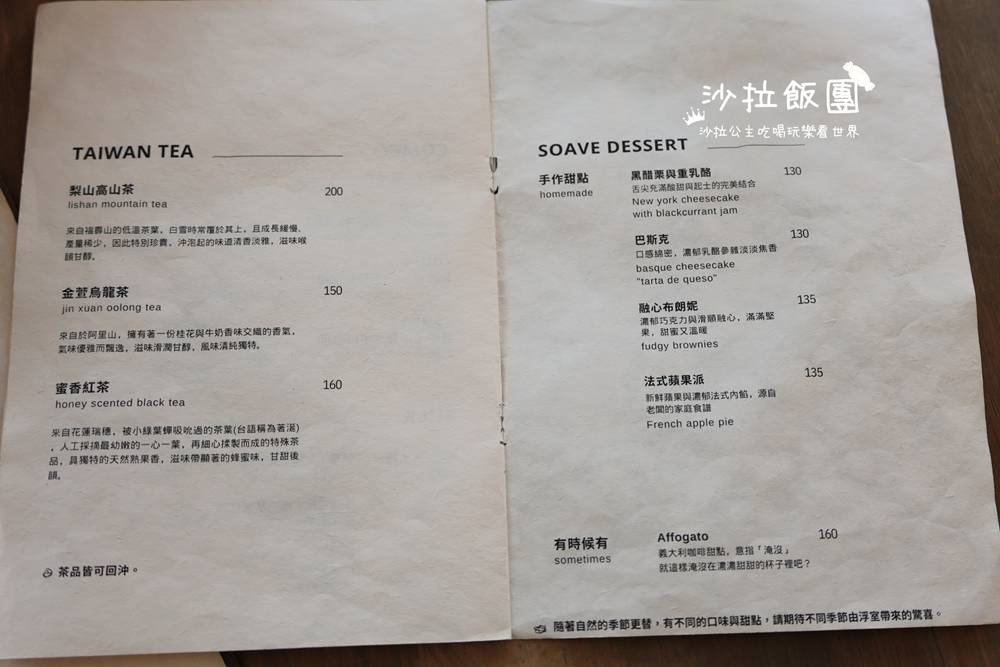 TAIWAN TEA
梨山高山茶 200
lishan mountain tea
來自福壽山的低溫茶葉，白雪時常覆於其上，且成長緩慢、
產量稀少，因此特別珍貴，沖泡起的味道清香淡雅，滋味喉
韻甘醇。
金萱烏龍茶 150
jin xuan oolong tea
來自於阿里山，擁有著一份桂花與牛奶香味交織的香氣，
氣味優雅而飄逸，滋味滑潤甘醇，風味清純獨特。
蜜香紅茶 160
honey scented black tea
來自花蓮瑞穗，被小綠葉蟬吸吮過的茶葉(台語稱為著涎)
，人工採摘最幼嫩的一心一葉，再細心揉製而成的特殊茶
品，具獨特的天然熟果香，滋味帶顯著的蜂蜜味，甘甜後
韻。
茶品皆可回沖。
沙拉飯團
沙拉公主吃喝玩樂看世界
SOAVE DESSERT
手作甜點
homemade
黑醋栗與重乳酪 130
舌尖充滿酸甜與起士的完美結合
New york cheesecake
with blackcurrant jam
巴斯克 130
口感綿密，濃郁乳酪參雜淡淡焦香
basque cheesecake
"tarta de queso"
融心布朗妮 135
濃郁巧克力與滑順融心，滿滿堅
果，甜蜜又溫暖
fudgy brownies
法式蘋果派 135
新鮮蘋果與濃郁法式內餡，源自
老闆的家庭食譜
French apple pie
有時候有
sometimes
Affogato 160
義大利咖啡甜點，意指「淹沒」
就這樣淹沒在濃濃甜甜的杯子裡吧？
隨著自然的季節更替，有不同的口味與甜點，請期待不同季節由浮室帶來的驚喜。